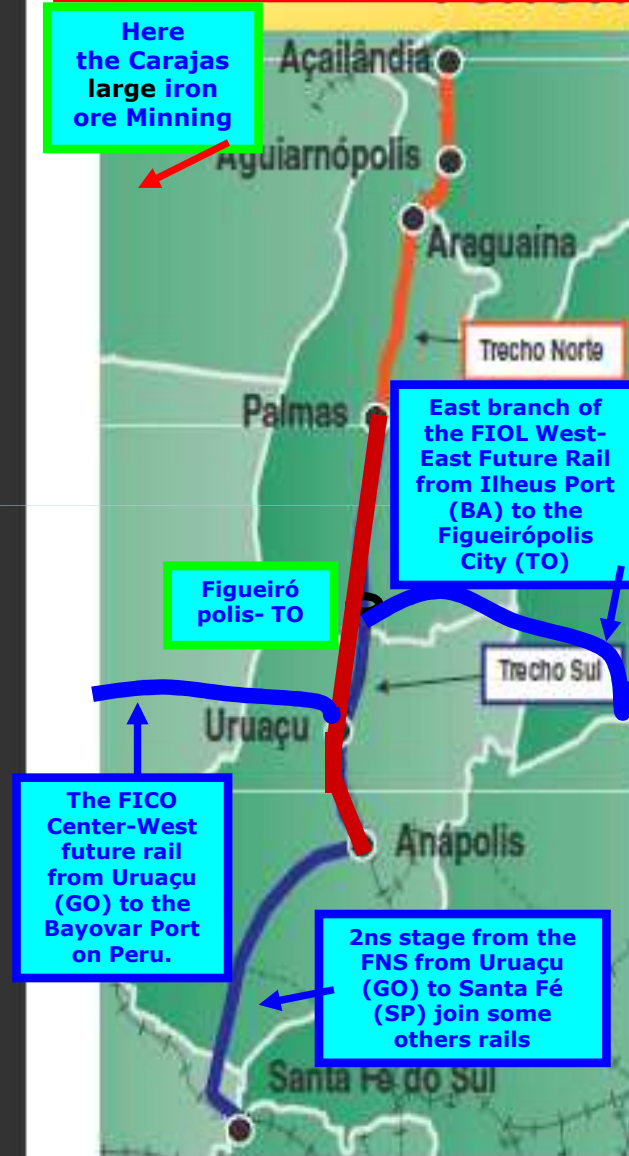 Here
the Carajas
large iron
ore Minning
Açailândia
Aguiarnópolis
Araguaína
Trecho Norte
Palmas
East branch of
the FIOL West-
East Future Rail
from Ilheus Port
(BA) to the
Figueirópolis
City (TO)
Figueiró
polis- TO
Trecho Sul
Uruaçu
The FICO
Center-West
future rail
from Uruaçu
(GO) to the
Bayovar Port
on Peru.
Anápolis
2ns stage from the
FNS from Uruaçu
(GO) to Santa Fé
(SP) join some
others rails
Santa Fé do Sul